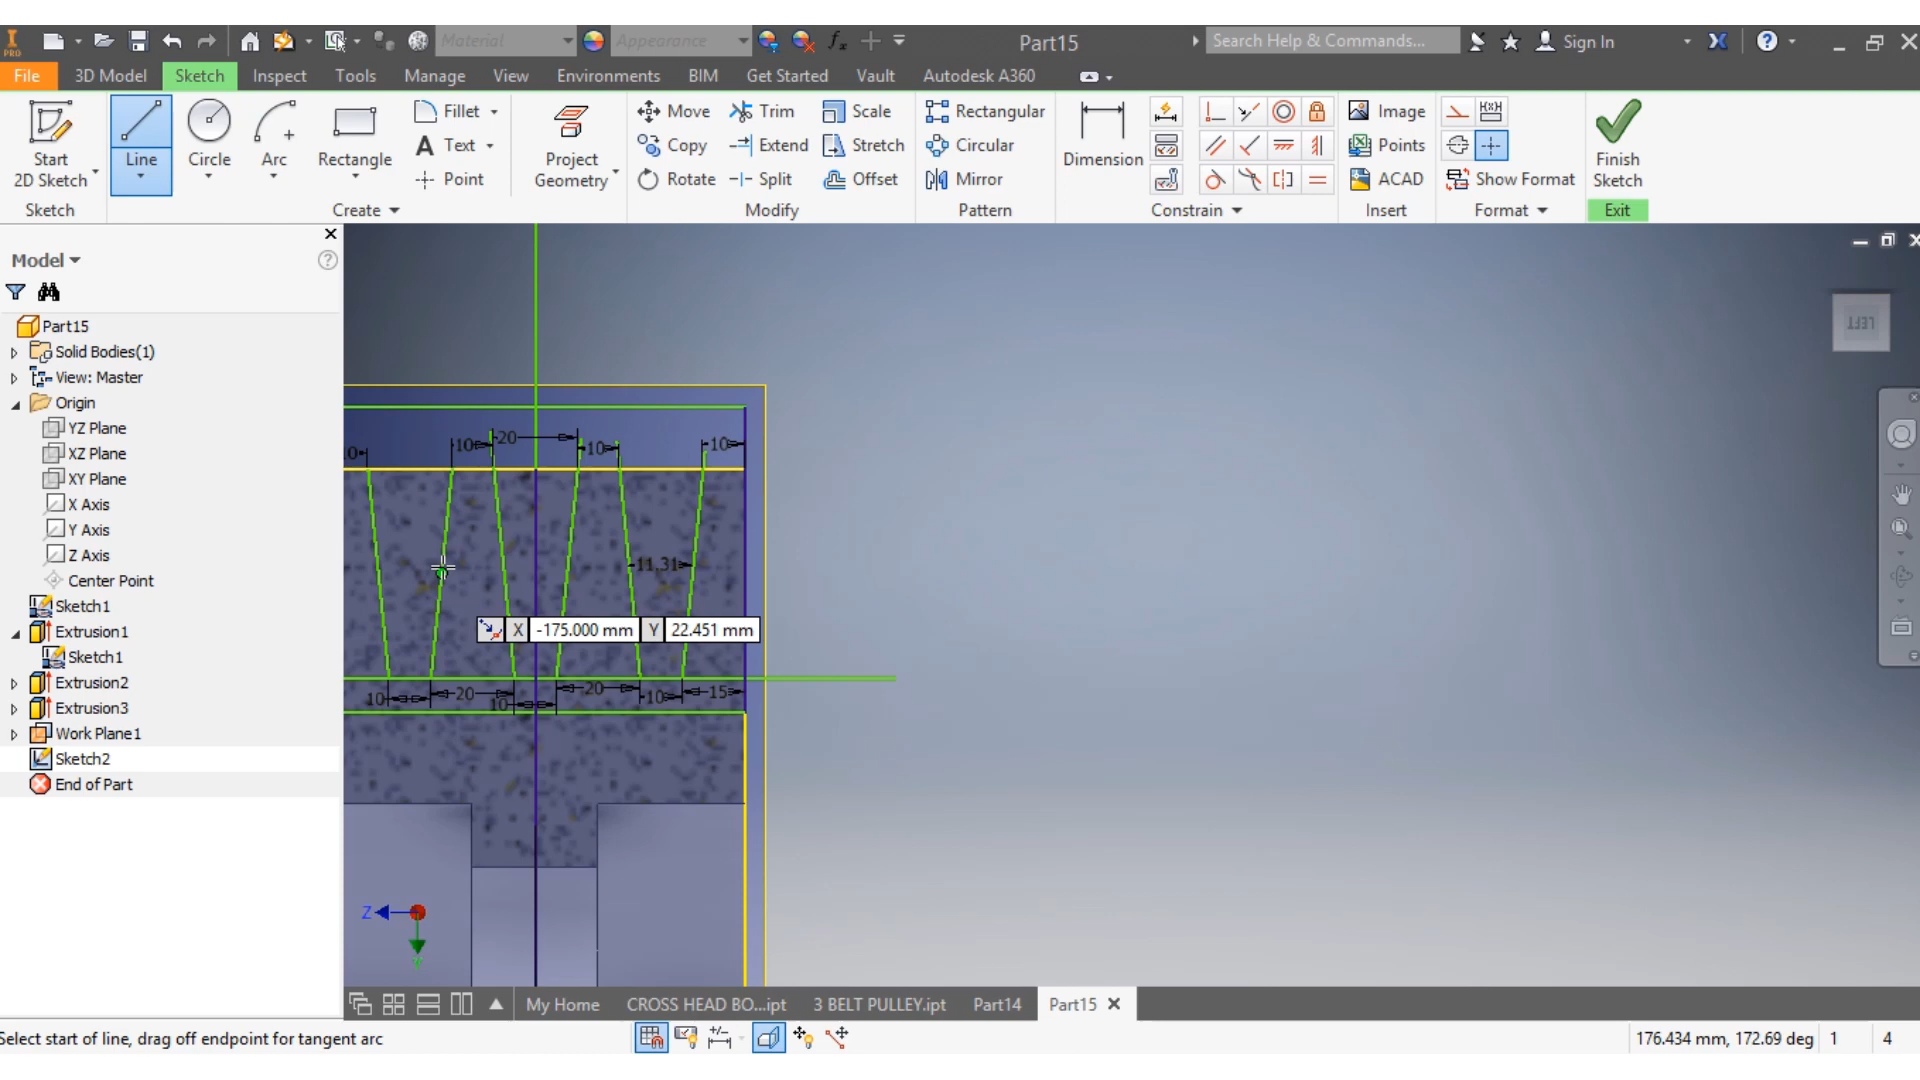 PRO Material Appearance fx Part15 Search Help & Commands... Sign In
File 3D Model Sketch Inspect Tools Manage View Environments BIM Get Started Vault Autodesk A360
Fillet Move Trim Scale Rectangular Image
Text Copy Extend Stretch Circular Points
Start Line Circle Arc Rectangle Project Dimension Finish
2D Sketch Point Geometry Rotate Split Offset Mirror ACAD Show Format Sketch
Sketch Create Modify Pattern Constrain Insert Format Exit
Model
Part15
Solid Bodies(1)
View: Master
Origin
YZ Plane
XZ Plane
XY Plane
X Axis
Y Axis
Z Axis
Center Point
Sketch1
Extrusion1
Sketch1
Extrusion2
Extrusion3
Work Plane1
Sketch2
End of Part
LEFT
10 20 10 10
11.31
X -175.000 mm Y 22.451 mm
10 20 10 20 10 15
Z
Y
My Home CROSS HEAD BO...ipt 3 BELT PULLEY.ipt Part14 Part15
Select start of line, drag off endpoint for tangent arc 176.434 mm, 172.69 deg 1 4